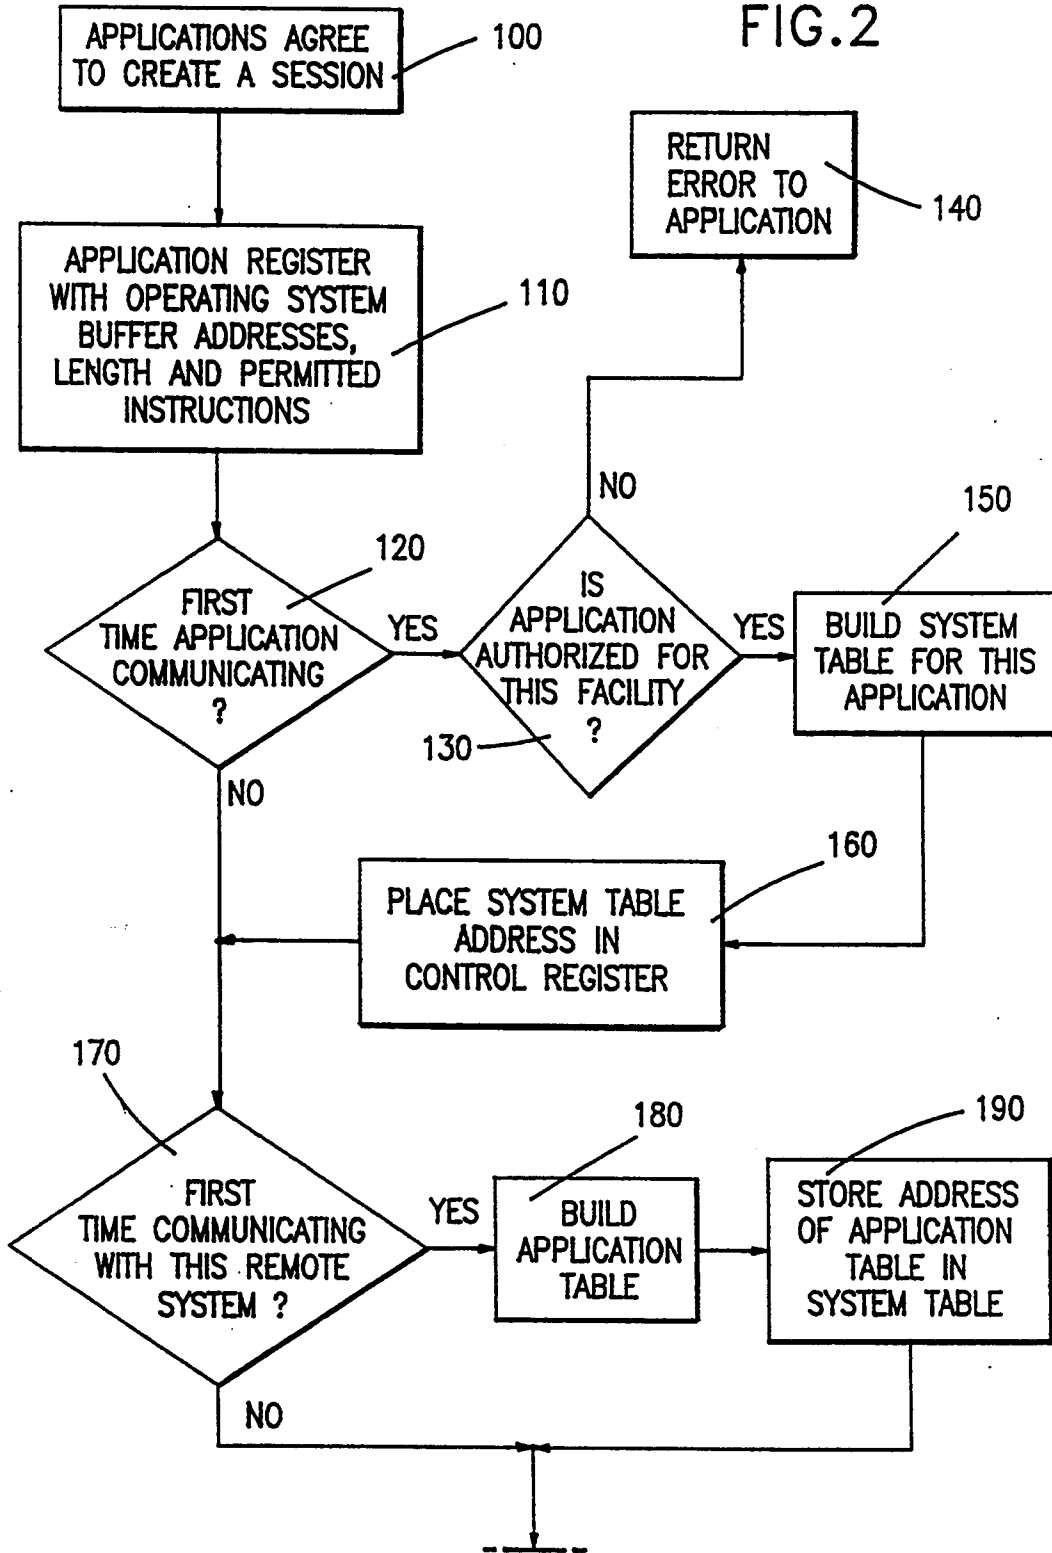 FIG.2
APPLICATIONS AGREE
TO CREATE A SESSION
100
RETURN
ERROR TO
APPLICATION
140
APPLICATION REGISTER
WITH OPERATING SYSTEM
BUFFER ADDRESSES,
LENGTH AND PERMITTED
INSTRUCTIONS
110
FIRST
TIME APPLICATION
COMMUNICATING
?
120
YES
NO
IS
APPLICATION
AUTHORIZED FOR
THIS FACILITY
?
130
NO
YES
BUILD SYSTEM
TABLE FOR THIS
APPLICATION
150
PLACE SYSTEM TABLE
ADDRESS IN
CONTROL REGISTER
160
170
FIRST
TIME COMMUNICATING
WITH THIS REMOTE
SYSTEM ?
YES
NO
180
BUILD
APPLICATION
TABLE
190
STORE ADDRESS
OF APPLICATION
TABLE IN
SYSTEM TABLE